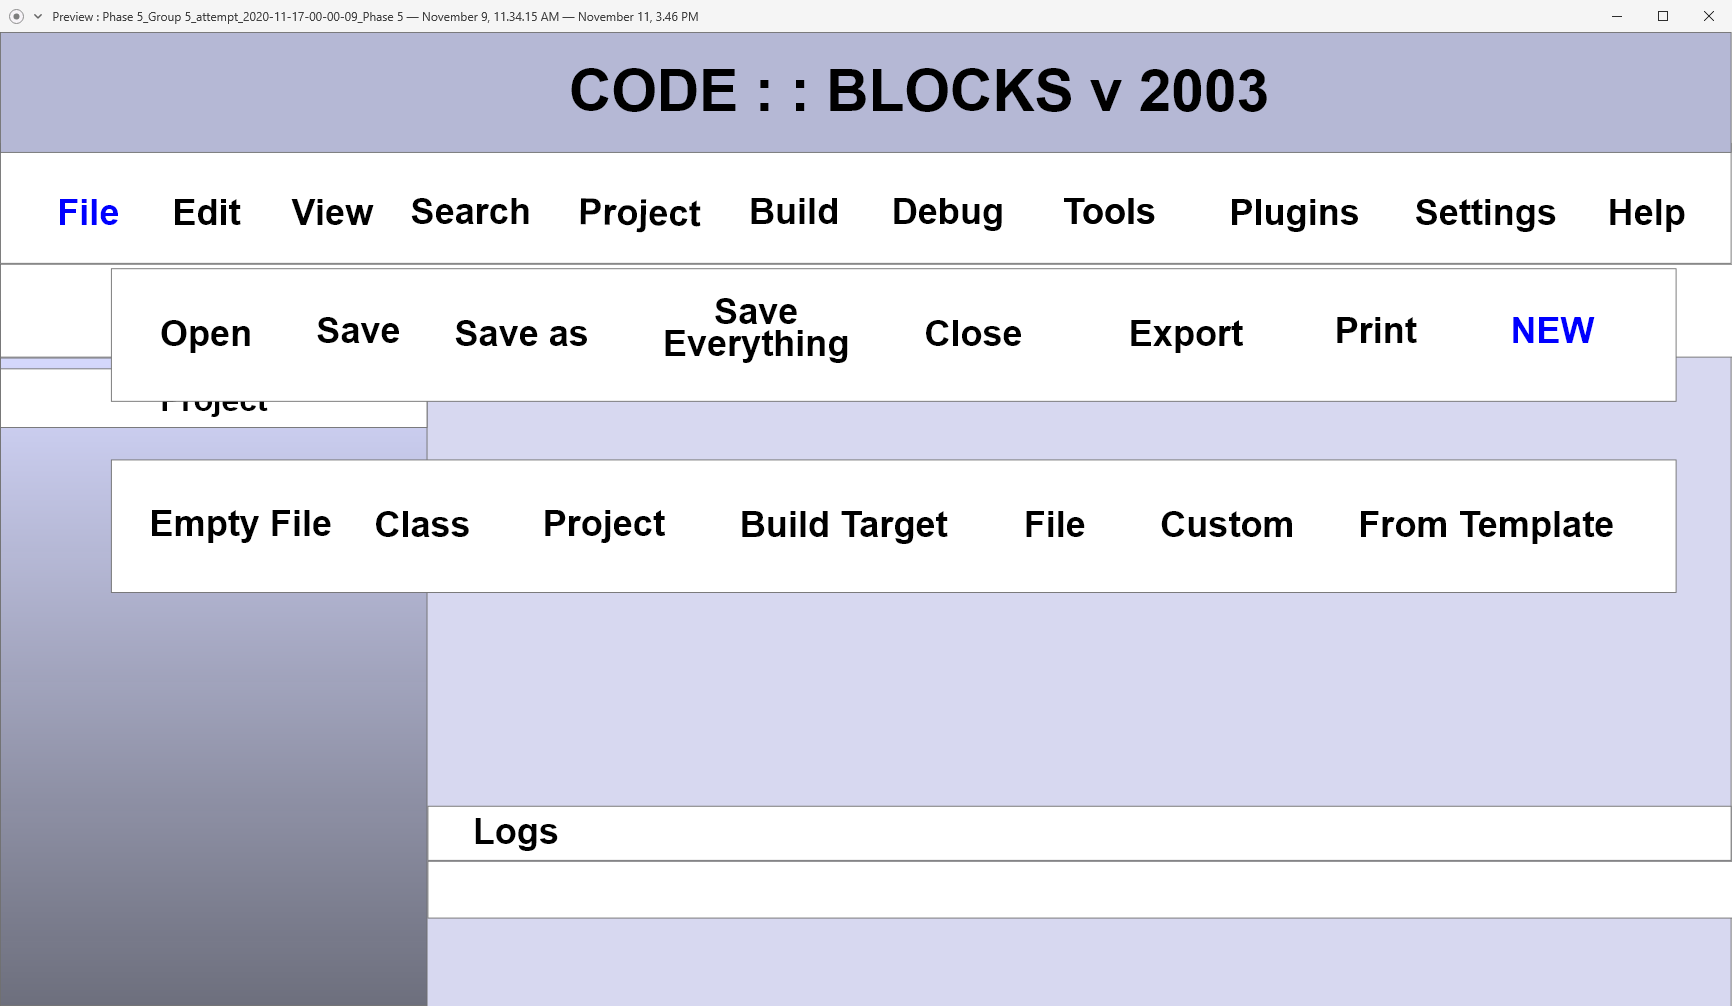 Preview : Phase 5_Group 5_attempt_2020-11-17-00-00-09_Phase 5 — November 9, 11.34.15 AM — November 11, 3.46 PM
CODE : : BLOCKS v 2003
File Edit View Search Project Build Debug Tools Plugins Settings Help
Open Save Save as Save Everything Close Export Print NEW
Project
Empty File Class Project Build Target File Custom From Template
Logs